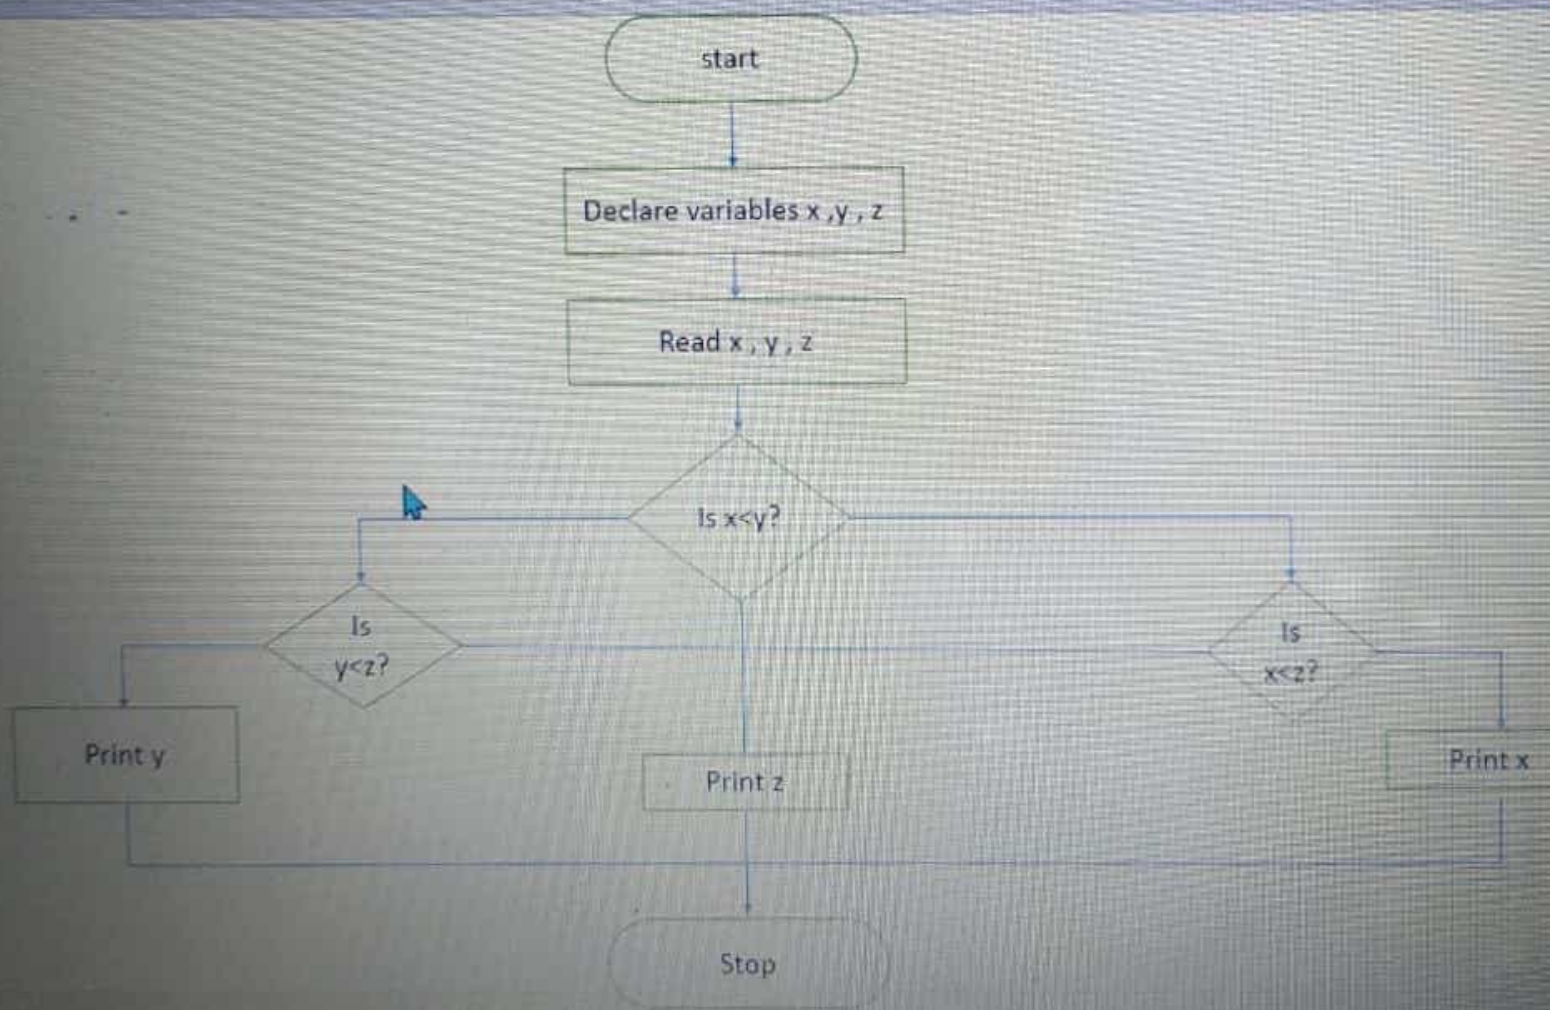 start
Declare variables x ,y , z
Read x , y , z
Is x<y?
Is
y<z?
Is
x<z?
Print y
Print z
Print x
Stop